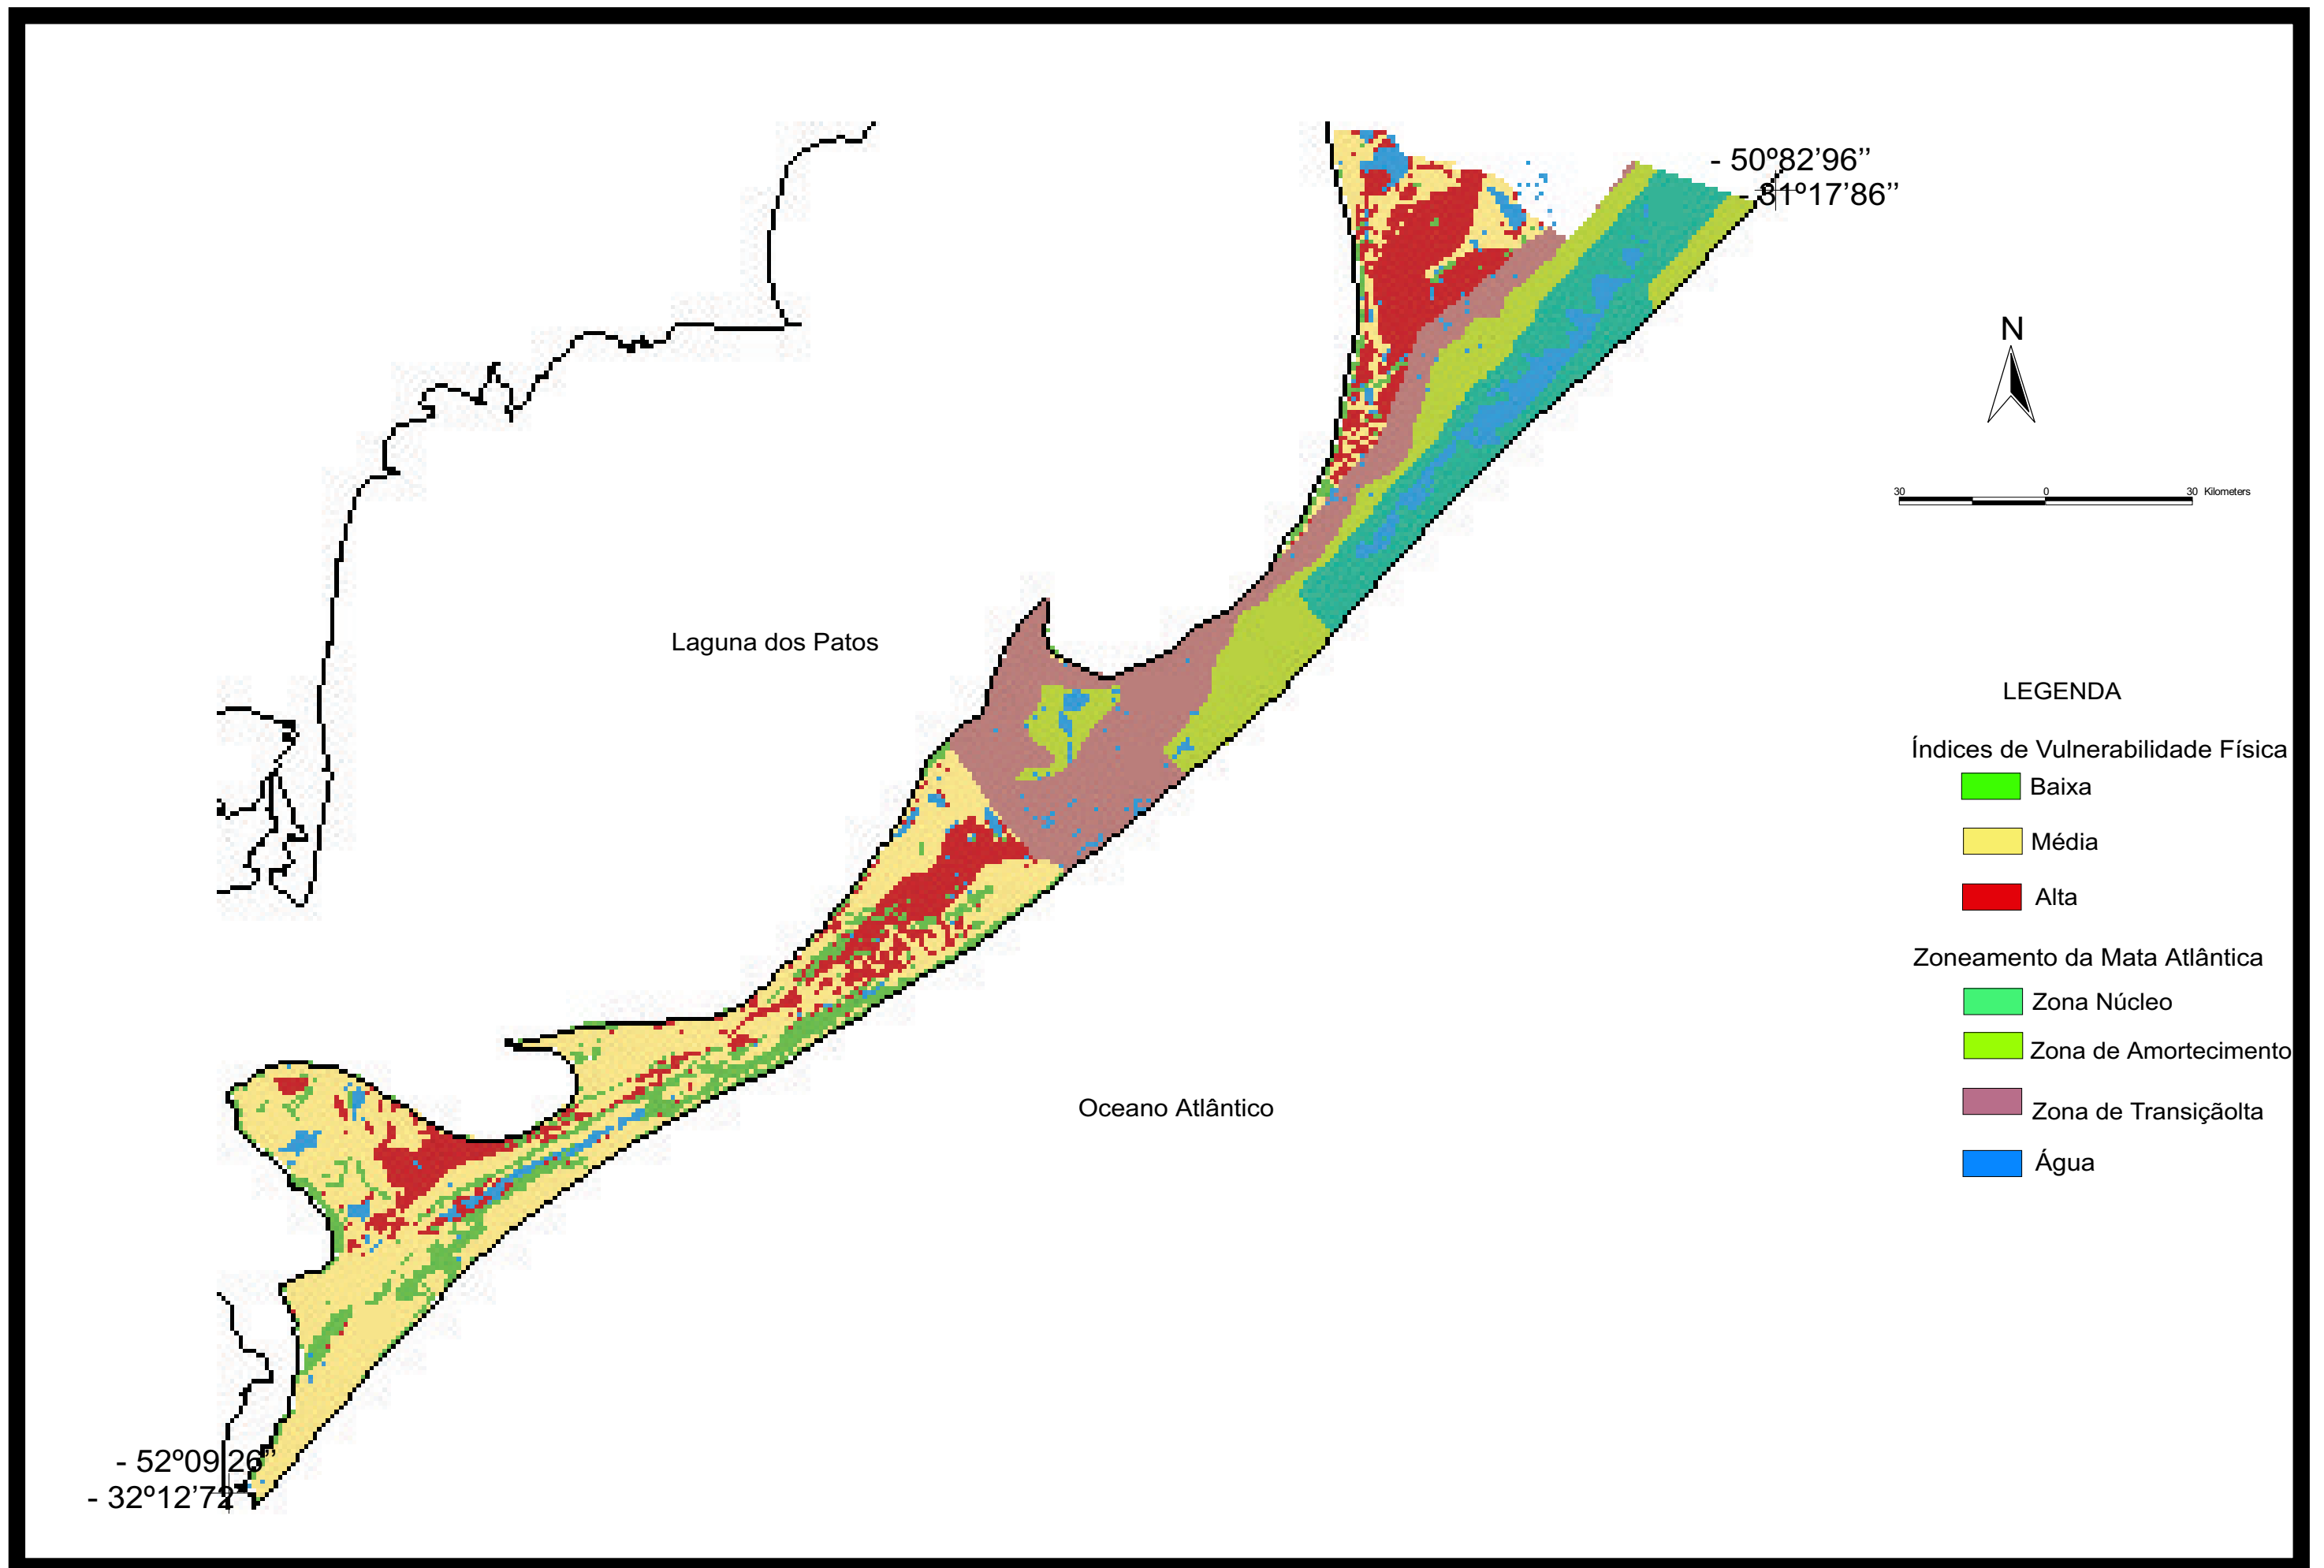 - 50º82’96’’
- 31º17’86’’
N
30 0 30 Kilometers
Laguna dos Patos
LEGENDA
Índices de Vulnerabilidade Física
Baixa
Média
Alta
Zoneamento da Mata Atlântica
Zona Núcleo
Zona de Amortecimento
Zona de Transiçãolta
Água
Oceano Atlântico
- 52º09’26’’
- 32º12’72’’